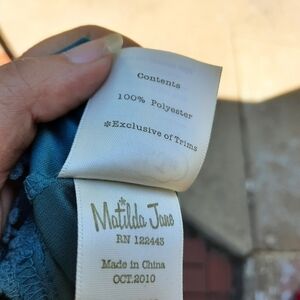 Contents
100% Polyester
*Exclusive of Trims
Matilda Jane
RN 122445
Made in China
OCT.2010